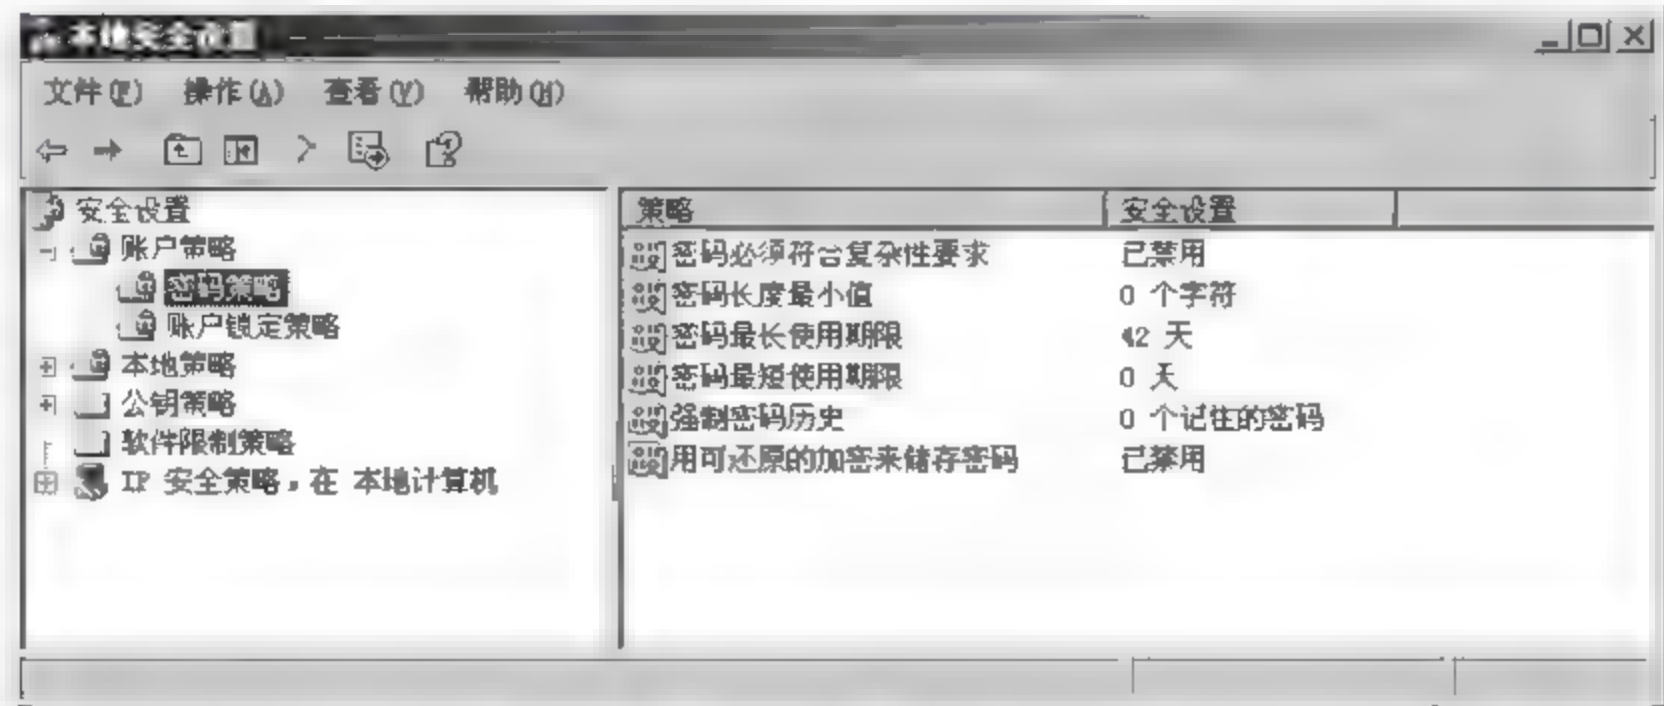 本地安全设置
文件(F) 操作(A) 查看(V) 帮助(H)
安全设置
账户策略
密码策略
账户锁定策略
本地策略
公钥策略
软件限制策略
IP 安全策略,在 本地计算机
策略 安全设置
密码必须符合复杂性要求 已禁用
密码长度最小值 0 个字符
密码最长使用期限 42 天
密码最短使用期限 0 天
强制密码历史 0 个记住的密码
用可还原的加密来储存密码 已禁用